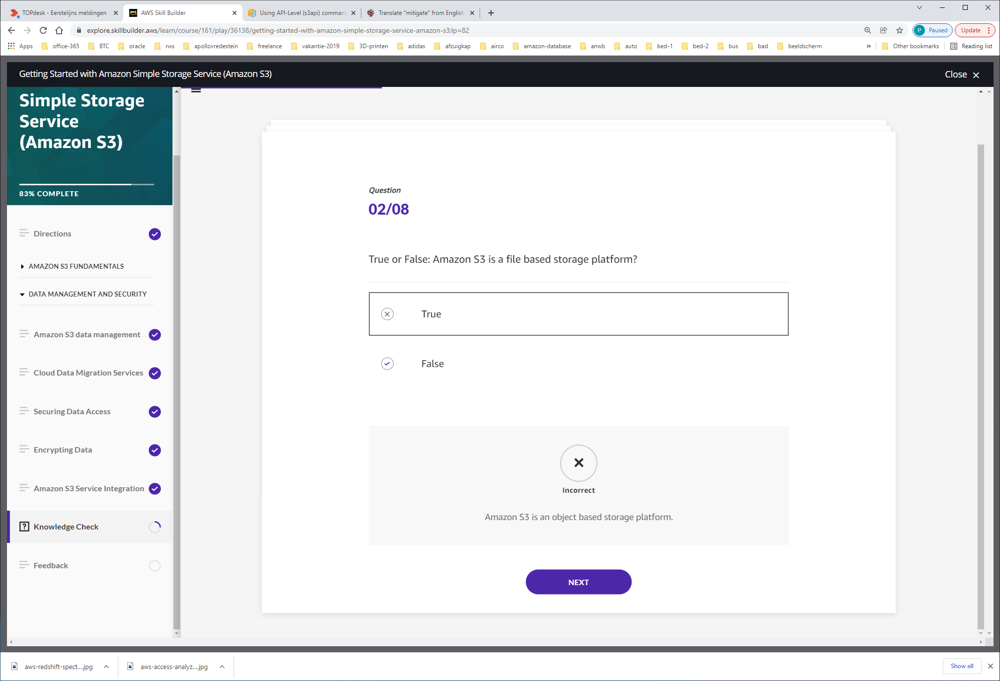 TOPdesk - Eerstelijns meldingen
AWS Skill Builder
Using API-Level (s3api) comman
Translate "mitigate" from English
explore.skillbuilder.aws/learn/course/161/play/36138/getting-started-with-amazon-simple-storage-service-amazon-s3;lp=82
P Paused
Update
Apps office-365 BTC oracle rws apollovredestein freelance vakantie-2019 3D-printen adidas afzuigkap airco amazon-database anwb auto bed-1 bed-2 bus bad beeldscherm » Other bookmarks Reading list
Getting Started with Amazon Simple Storage Service (Amazon S3)
Close
Simple Storage
Service
(Amazon S3)
83% COMPLETE
Directions
AMAZON S3 FUNDAMENTALS
DATA MANAGEMENT AND SECURITY
Amazon S3 data management
Cloud Data Migration Services
Securing Data Access
Encrypting Data
Amazon S3 Service Integration
Knowledge Check
Feedback
Question
02/08
True or False: Amazon S3 is a file based storage platform?
True
False
Incorrect
Amazon S3 is an object based storage platform.
NEXT
aws-redshift-spect....jpg
aws-access-analyz....jpg
Show all